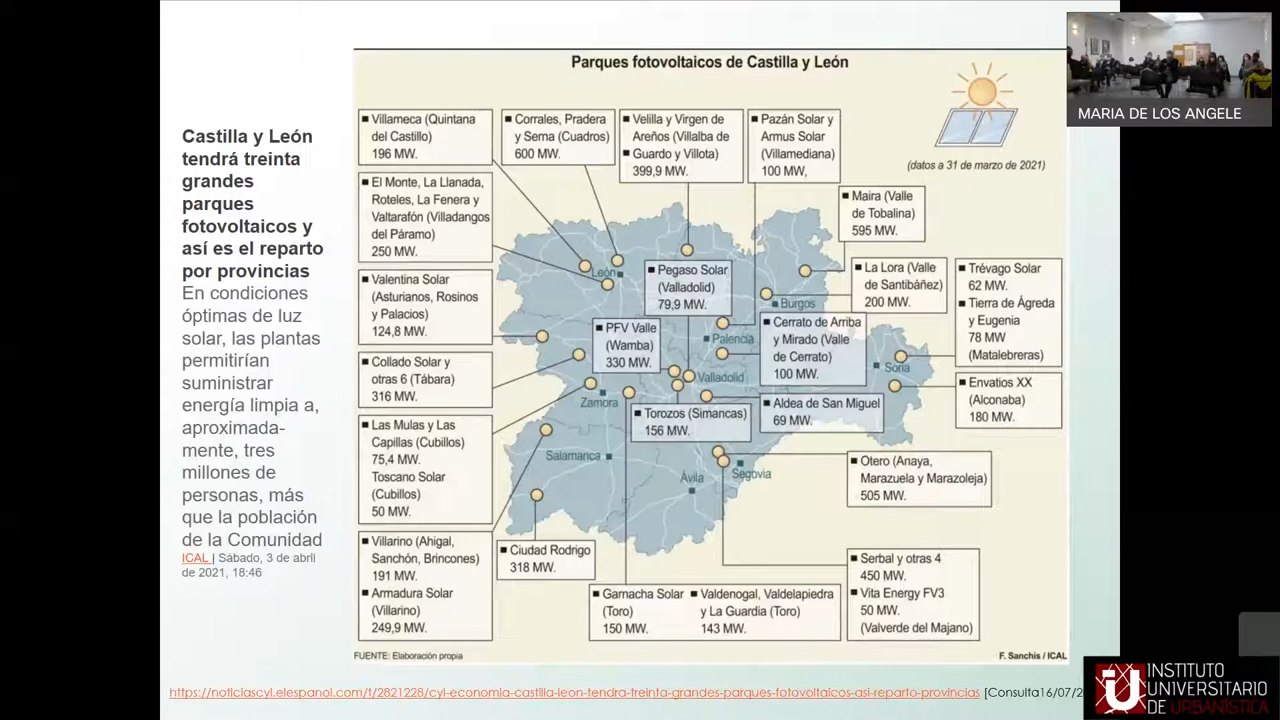 Parques fotovoltaicos de Castilla y León
MARIA DE LOS ANGELE
(datos a 31 de marzo de 2021)
Castilla y León
tendrá treinta
grandes
parques
fotovoltaicos y
así es el reparto
por provincias
En condiciones
óptimas de luz
solar, las plantas
permitirían
suministrar
energía limpia a,
aproximada-
mente, tres
millones de
personas, más
que la población
de la Comunidad
ICAL | Sábado, 3 de abril
de 2021, 18:46
Villameca (Quintana
del Castillo)
196 MW.
Corrales, Pradera
y Serna (Cuadros)
600 MW.
Velilla y Virgen de
Areños (Villalba de
Guardo y Villota)
399,9 MW.
Pazán Solar y
Armus Solar
(Villamediana)
100 MW,
El Monte, La Llanada,
Roteles, La Fenera y
Valtarafón (Villadangos
del Páramo)
250 MW.
Maira (Valle
de Tobalina)
595 MW.
Valentina Solar
(Asturianos, Rosinos
y Palacios)
124,8 MW.
Pegaso Solar
(Valladolid)
79,9 MW.
La Lora (Valle
de Santibáñez)
200 MW.
Trévago Solar
62 MW.
Tierra de Ágreda
y Eugenia
78 MW
(Matalebreras)
PFV Valle
(Wamba)
330 MW.
Cerrato de Arriba
y Mirado (Valle
de Cerrato)
100 MW.
Collado Solar y
otras 6 (Tábara)
316 MW.
Envatios XX
(Alconaba)
180 MW.
Torozos (Simancas)
156 MW.
Aldea de San Miguel
69 MW.
Las Mulas y Las
Capillas (Cubillos)
75,4 MW.
Toscano Solar
(Cubillos)
50 MW.
Otero (Anaya,
Marazuela y Marazoleja)
505 MW.
Villarino (Ahigal,
Sanchón, Brincones)
191 MW.
Armadura Solar
(Villarino)
249,9 MW.
Ciudad Rodrigo
318 MW.
Garnacha Solar
(Toro)
150 MW.
Valdenogal, Valdelapiedra
y La Guardia (Toro)
143 MW.
Serbal y otras 4
450 MW.
Vita Energy FV3
50 MW.
(Valverde del Majano)
León
Burgos
Palencia
Soria
Valladolid
Zamora
Salamanca
Segovia
Ávila
FUENTE: Elaboración propia
F. Sanchis / ICAL
https://noticiascyl.elespanol.com/t/2821228/cyl-economia-castilla-leon-tendra-treinta-grandes-parques-fotovoltaicos-asi-reparto-provincias [Consulta16/07/2
INSTITUTO
UNIVERSITARIO
DE URBANÍSTICA